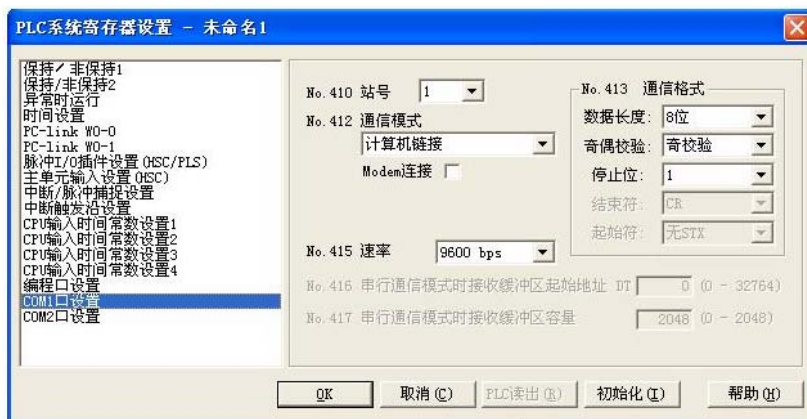 PLC系统寄存器设置 - 未命名1
保持/ 非保持1
保持/非保持2
异常时运行
时间设置
PC-link W0-0
PC-link W0-1
脉冲I/O插件设置(HSC/PLS)
主单元输入设置(HSC)
中断/脉冲捕捉设置
中断触发沿设置
CPU输入时间常数设置1
CPU输入时间常数设置2
CPU输入时间常数设置3
CPU输入时间常数设置4
编程口设置
COM1口设置
COM2口设置
No.410 站号 1
No.412 通信模式
计算机链接
Modem连接
No.413 通信格式
数据长度: 8位
奇偶校验: 奇校验
停止位: 1
结束符: CR
起始符: 无STX
No.415 速率 9600 bps
No.416 串行通信模式时接收缓冲区起始地址 DT 0 (0 - 32764)
No.417 串行通信模式时接收缓冲区容量 2048 (0 - 2048)
OK 取消(C) PLC读出(R) 初始化(I) 帮助(H)